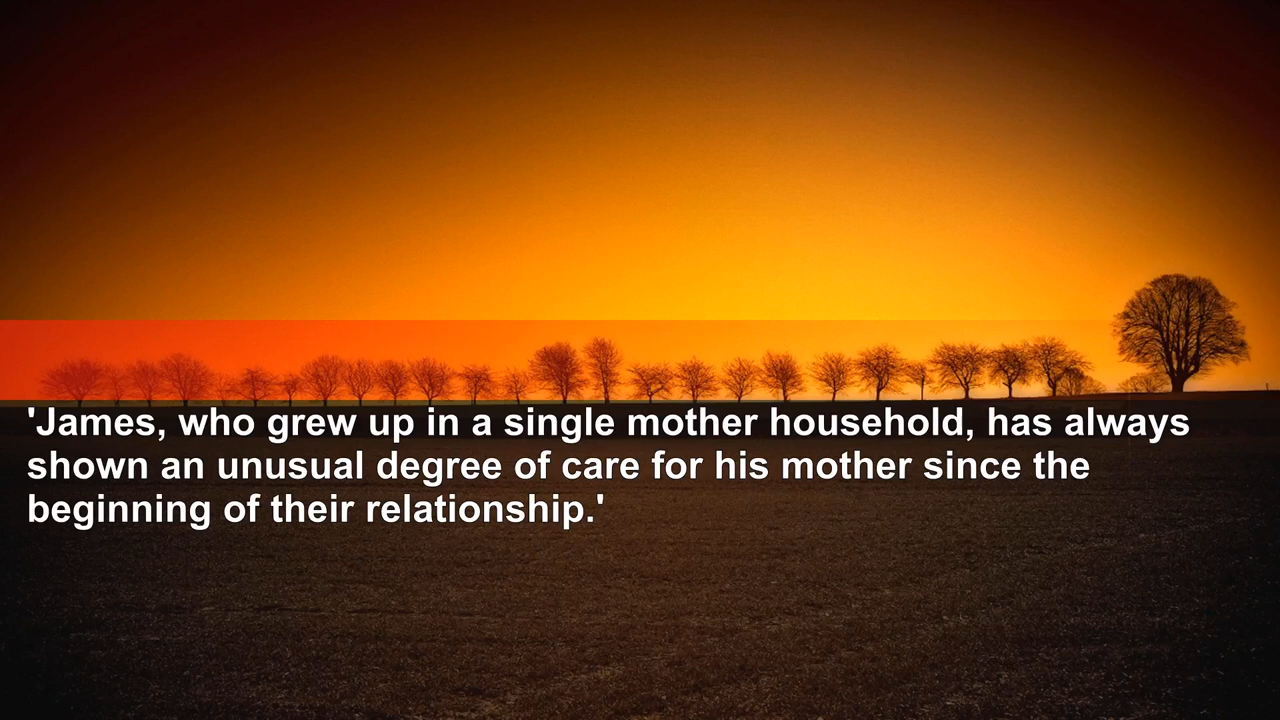 'James, who grew up in a single mother household, has always
shown an unusual degree of care for his mother since the
beginning of their relationship.'